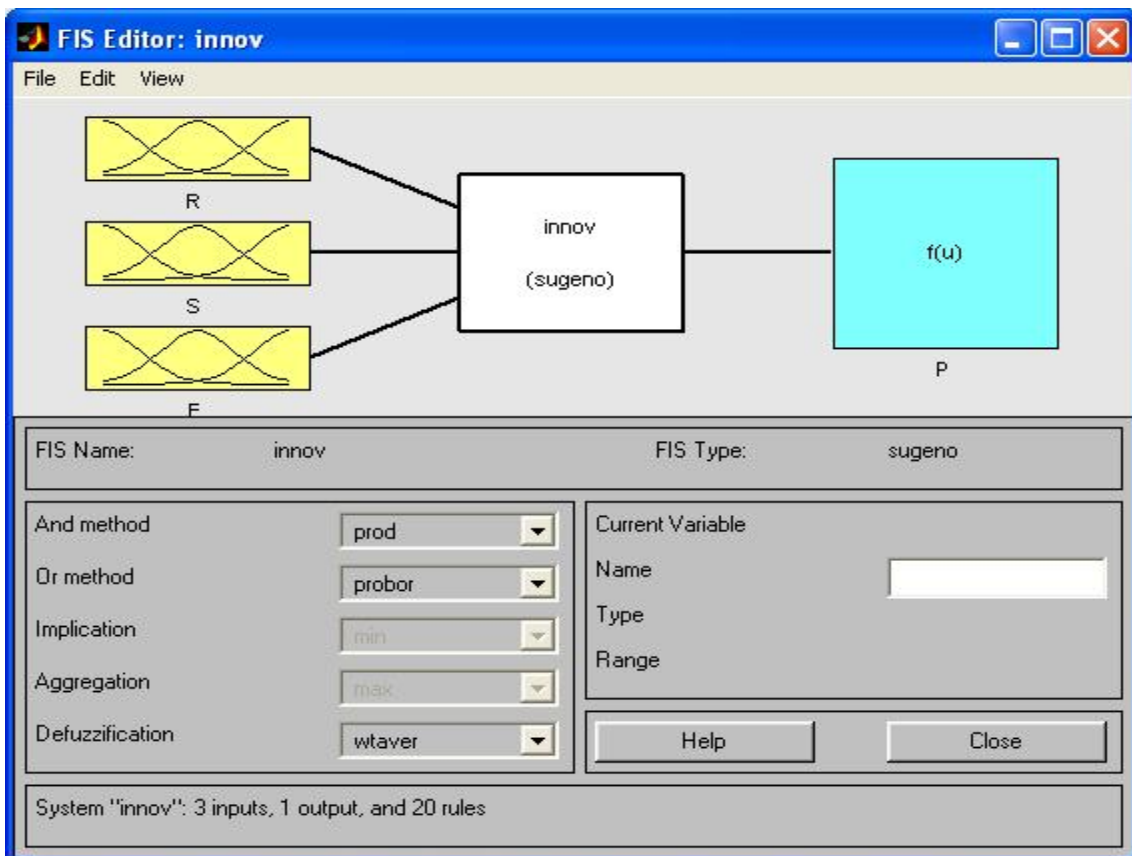 FIS Editor: innov
File Edit View
R
S
innov
(sugeno)
f(u)
P
FIS Name: innov FIS Type: sugeno
And method prod
Or method probor
Implication min
Aggregation max
Defuzzification wtaver
Current Variable
Name
Type
Range
Help Close
System "innov": 3 inputs, 1 output, and 20 rules